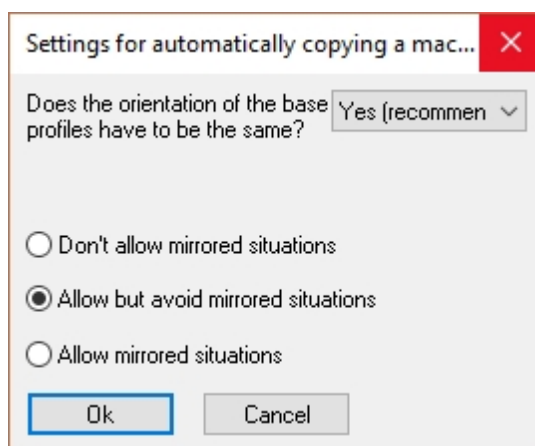 Settings for automatically copying a mac...
Does the orientation of the base
profiles have to be the same?
Yes (recommen
Don't allow mirrored situations
Allow but avoid mirrored situations
Allow mirrored situations
Ok
Cancel